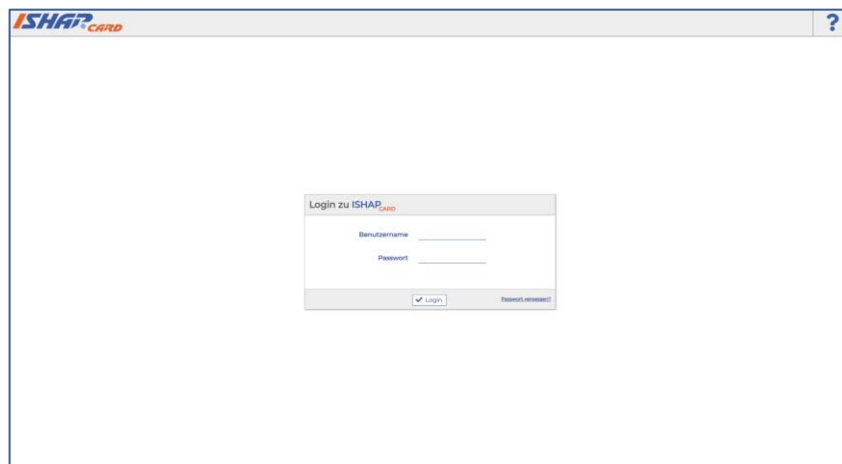 ISHAP® CARD
?
Login zu ISHAP CARD
Benutzername
Passwort
Login
Passwort vergessen?